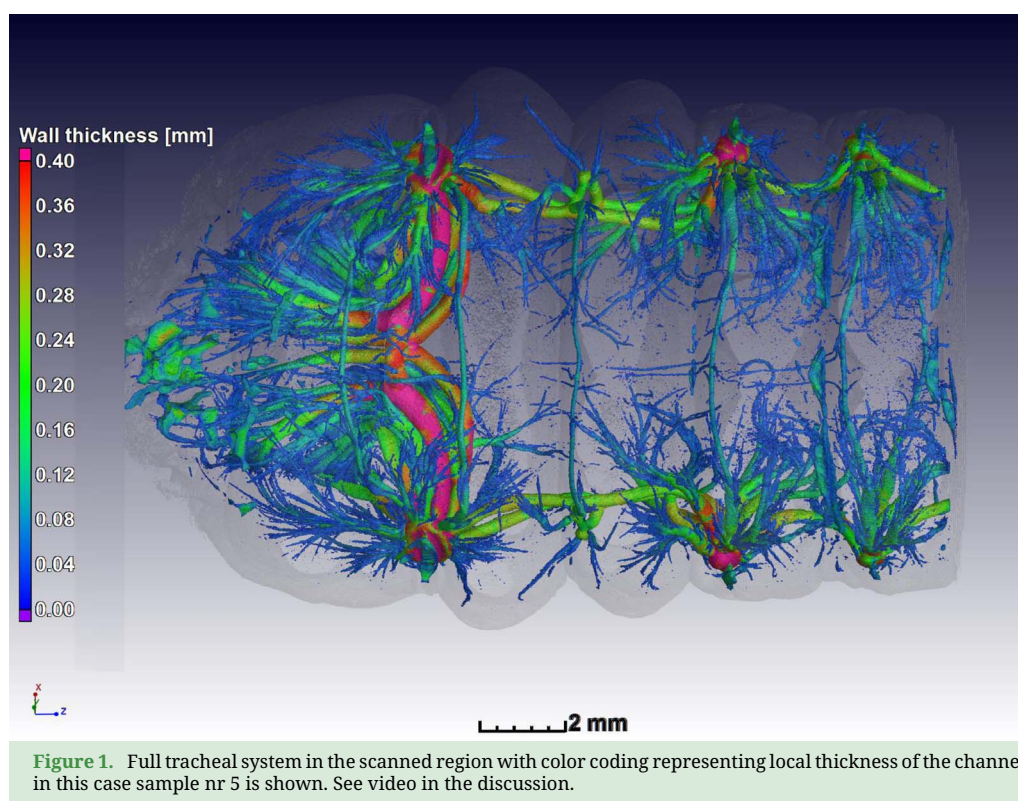 Wall thickness [mm]
0.40
0.36
0.32
0.28
0.24
0.20
0.16
0.12
0.08
0.04
0.00
x
z
2 mm
Figure 1. Full tracheal system in the scanned region with color coding representing local thickness of the channe
in this case sample nr 5 is shown. See video in the discussion.